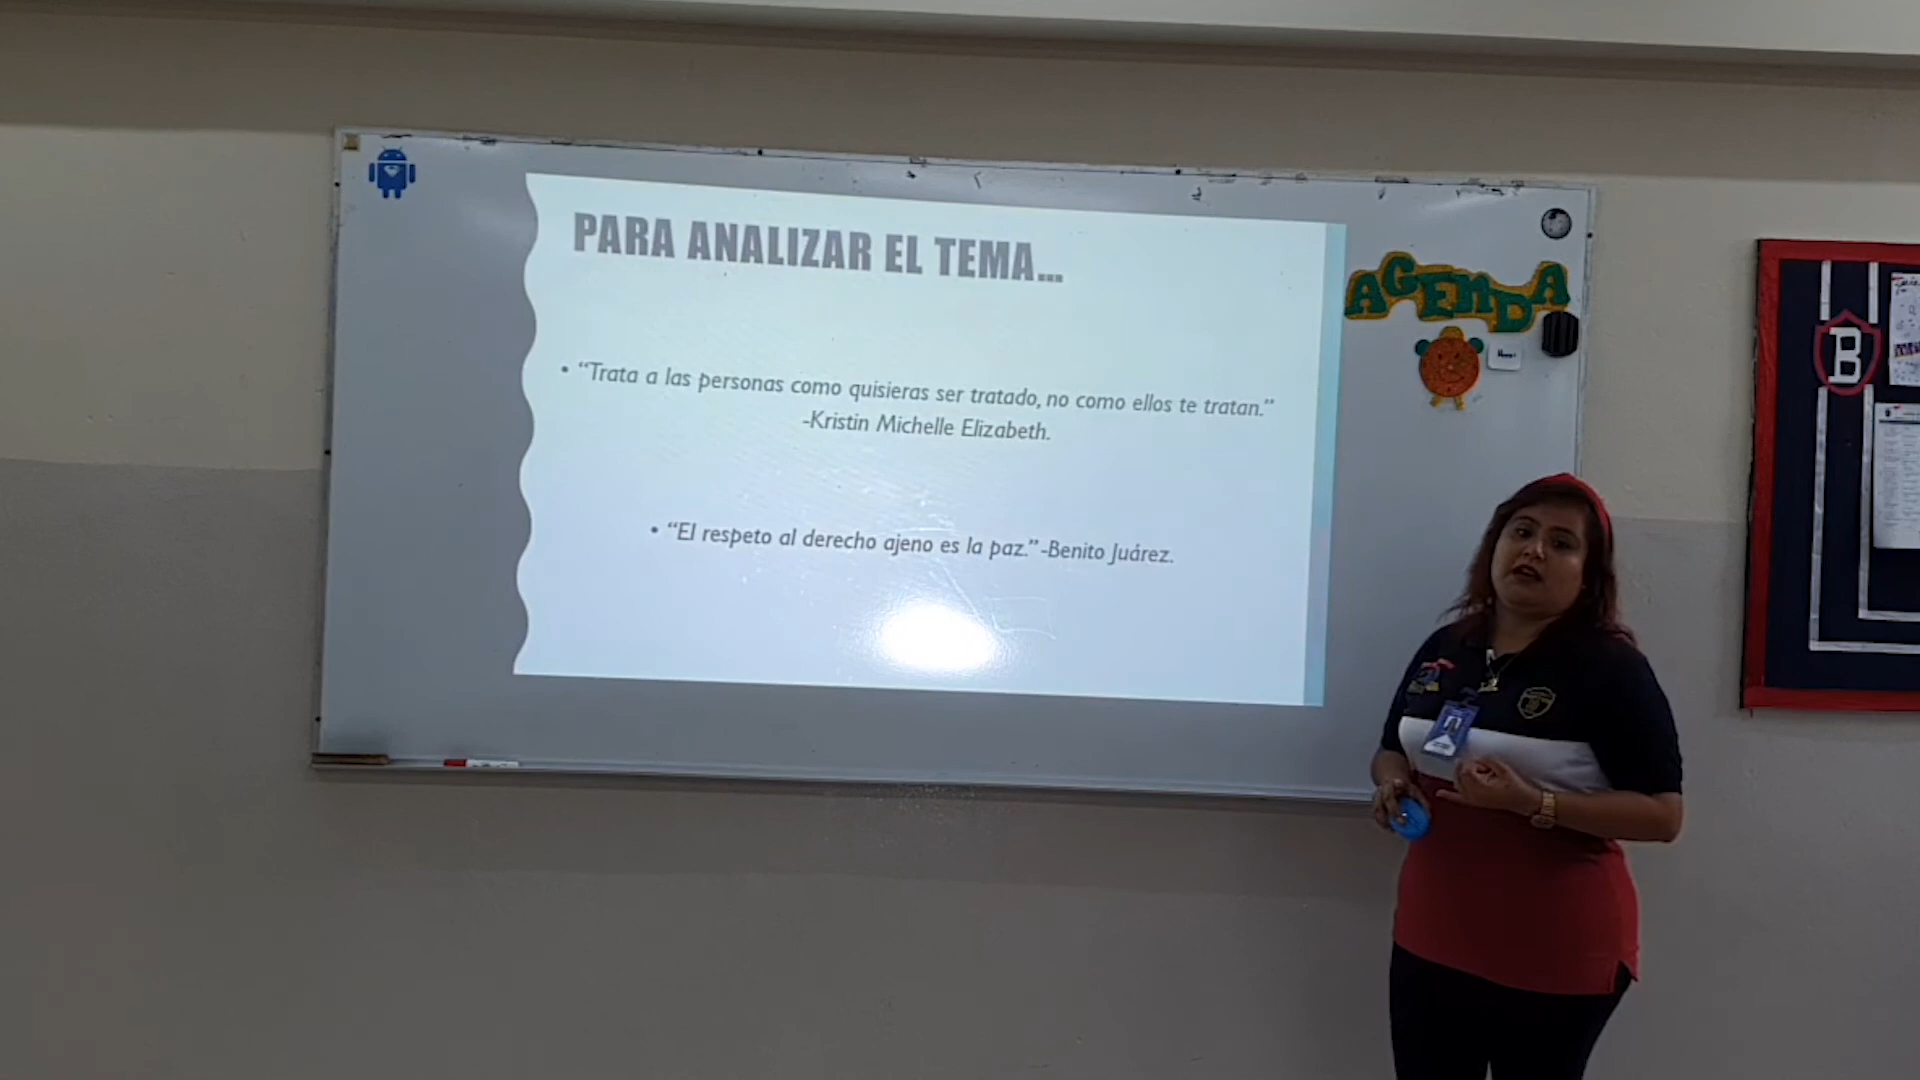 PARA ANALIZAR EL TEMA...
• “Trata a las personas como quisieras ser tratado, no como ellos te tratan.”
-Kristin Michelle Elizabeth.
• “El respeto al derecho ajeno es la paz.” -Benito Juárez.
AGENDA
B